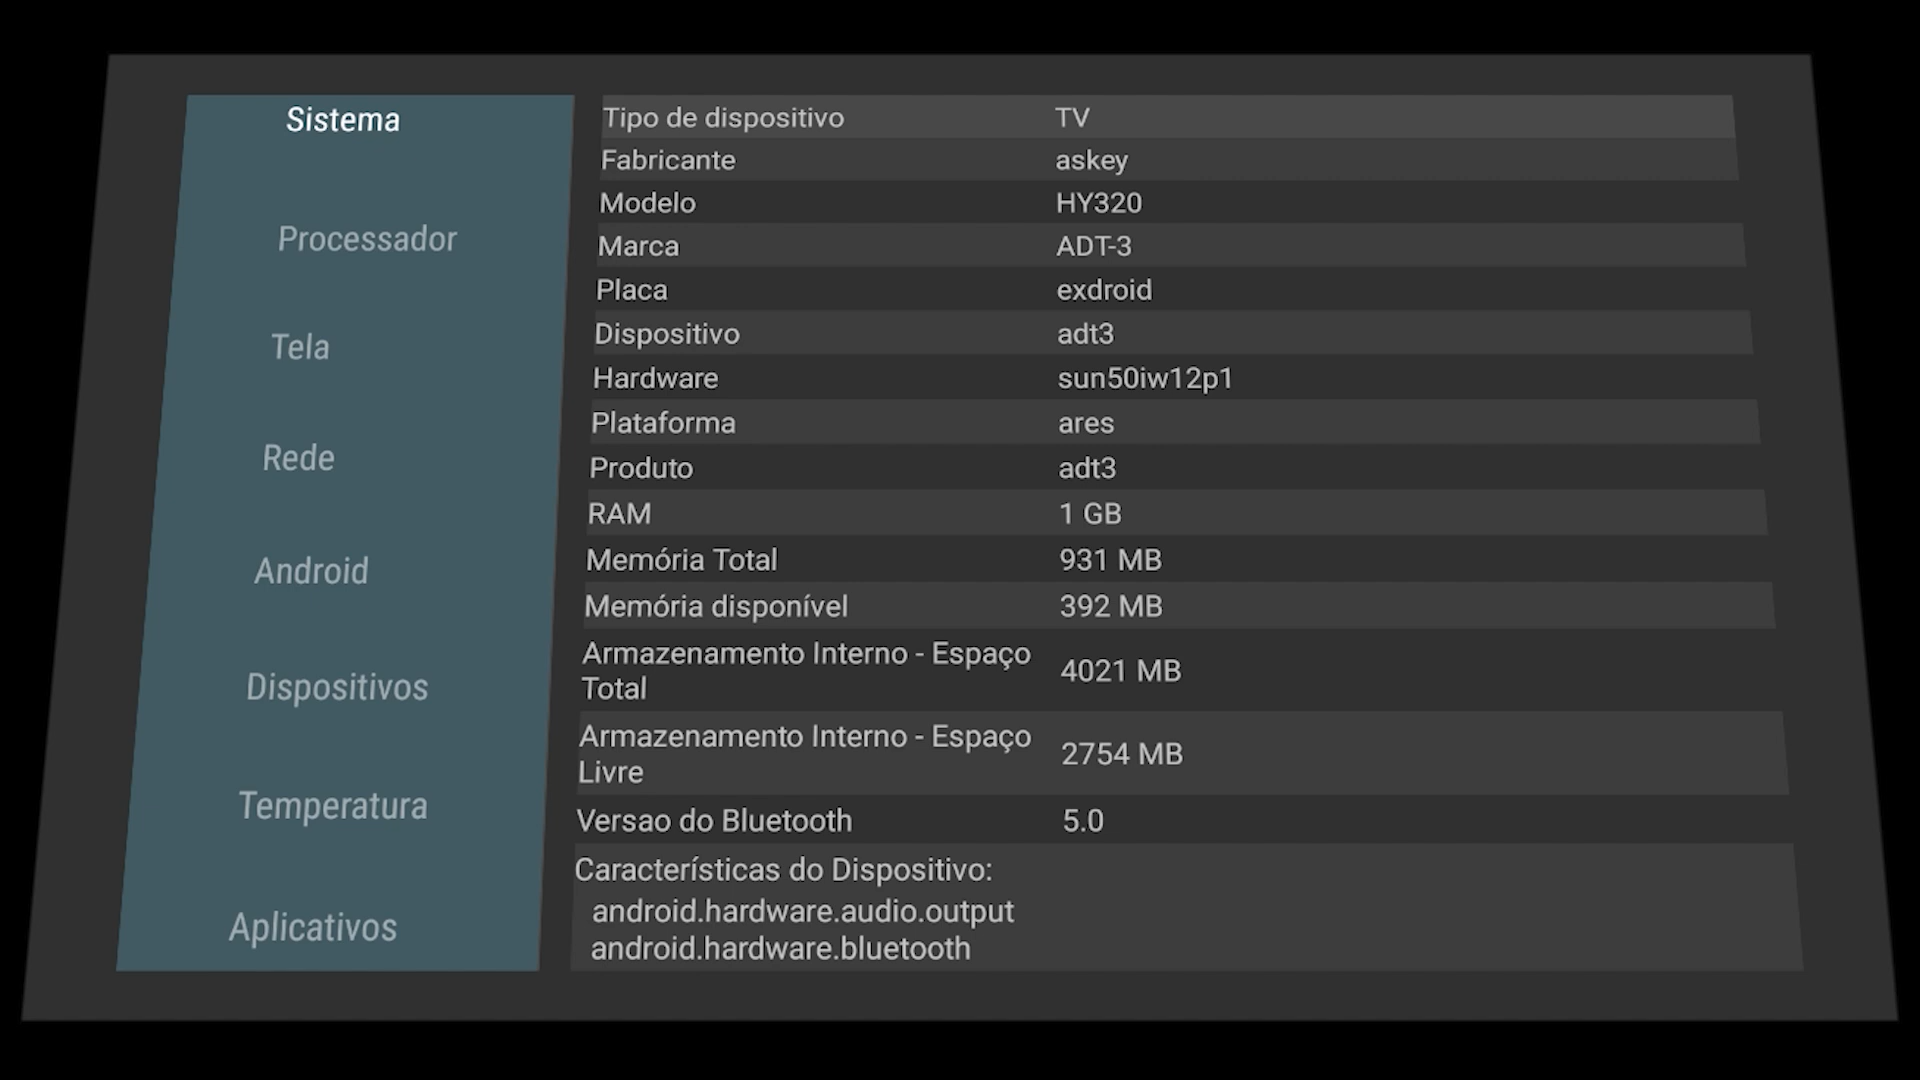 Sistema
Processador
Tela
Rede
Android
Dispositivos
Temperatura
Aplicativos
Tipo de dispositivo TV
Fabricante askey
Modelo HY320
Marca ADT-3
Placa exdroid
Dispositivo adt3
Hardware sun50iw12p1
Plataforma ares
Produto adt3
RAM 1 GB
Memória Total 931 MB
Memória disponível 392 MB
Armazenamento Interno - Espaço
Total 4021 MB
Armazenamento Interno - Espaço
Livre 2754 MB
Versao do Bluetooth 5.0
Características do Dispositivo:
android.hardware.audio.output
android.hardware.bluetooth